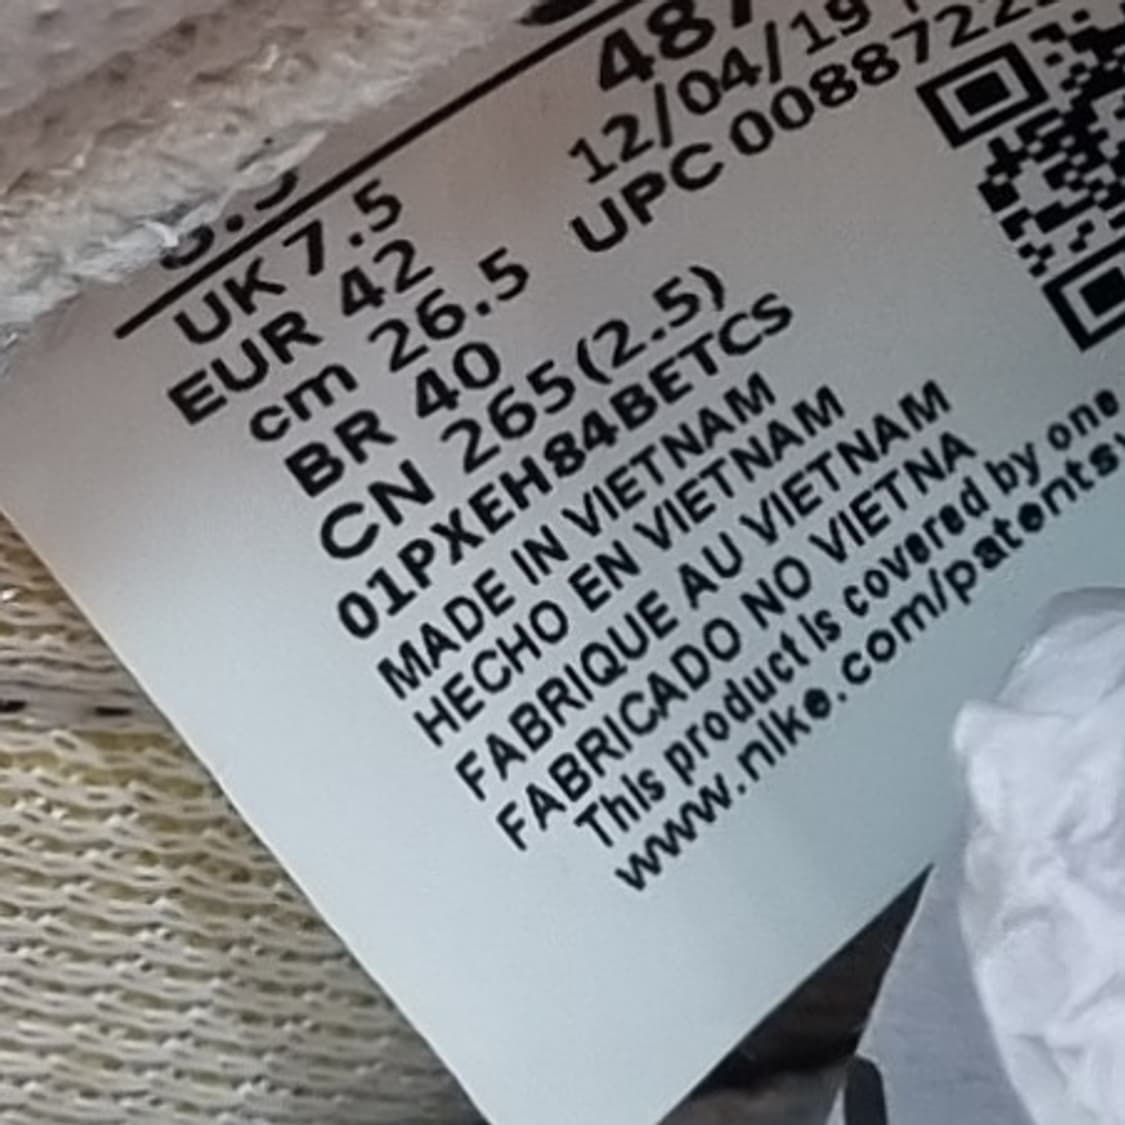 UK 7.5
EUR 42
cm 26.5
BR 40
CN 265(2.5)
12/04/19
UPC 0088722
01PXEH84BETCS
MADE IN VIETNAM
HECHO EN VIETNAM
FABRIQUE AU VIETNAM
FABRICADO NO VIETNA
This product is covered by one
www.nike.com/patents